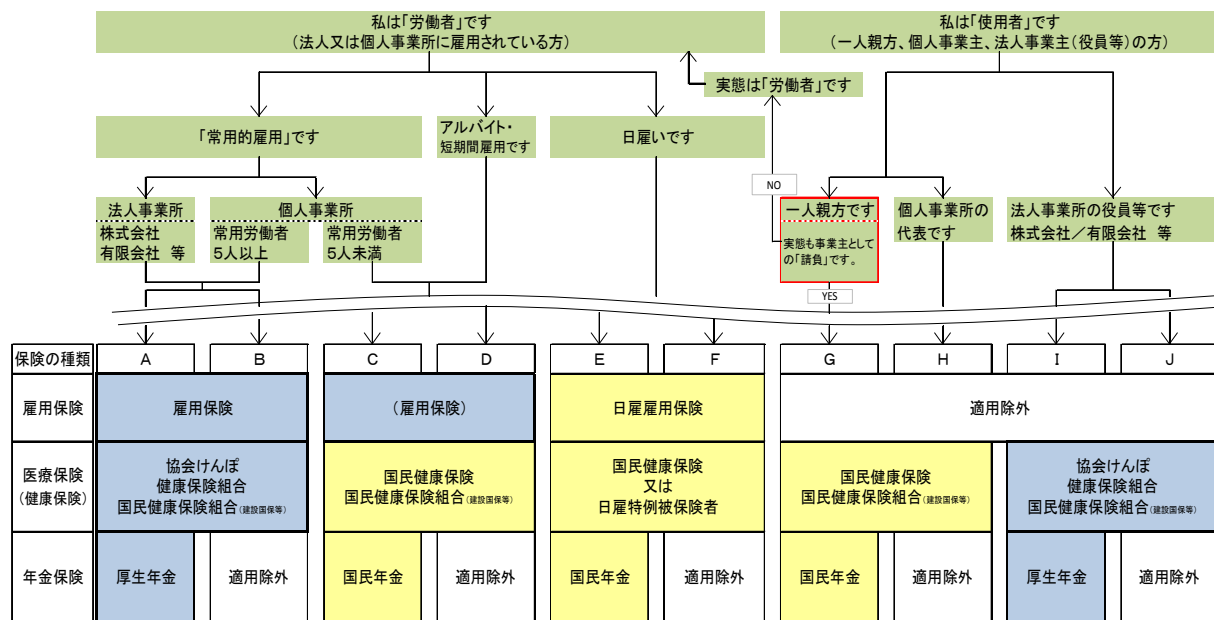 私は「労働者」です
(法人又は個人事業所に雇用されている方)
私は「使用者」です
(一人親方、個人事業主、法人事業主(役員等)の方)
実態は「労働者」です
「常用的雇用」です
アルバイト・
短期間雇用です
日雇いです
NO
法人事業所
株式会社
有限会社 等
個人事業所
常用労働者
5人以上
常用労働者
5人未満
一人親方です
実態も事業主として
の「請負」です。
個人事業所の
代表です
法人事業所の役員等です
株式会社/有限会社 等
YES
保険の種類
A
B
C
D
E
F
G
H
I
J
雇用保険
雇用保険
(雇用保険)
日雇雇用保険
適用除外
医療保険
(健康保険)
協会けんぽ
健康保険組合
国民健康保険組合(建設国保等)
国民健康保険
国民健康保険組合(建設国保等)
国民健康保険
又は
日雇特例被保険者
国民健康保険
国民健康保険組合(建設国保等)
協会けんぽ
健康保険組合
国民健康保険組合(建設国保等)
年金保険
厚生年金
適用除外
国民年金
適用除外
国民年金
適用除外
国民年金
適用除外
厚生年金
適用除外